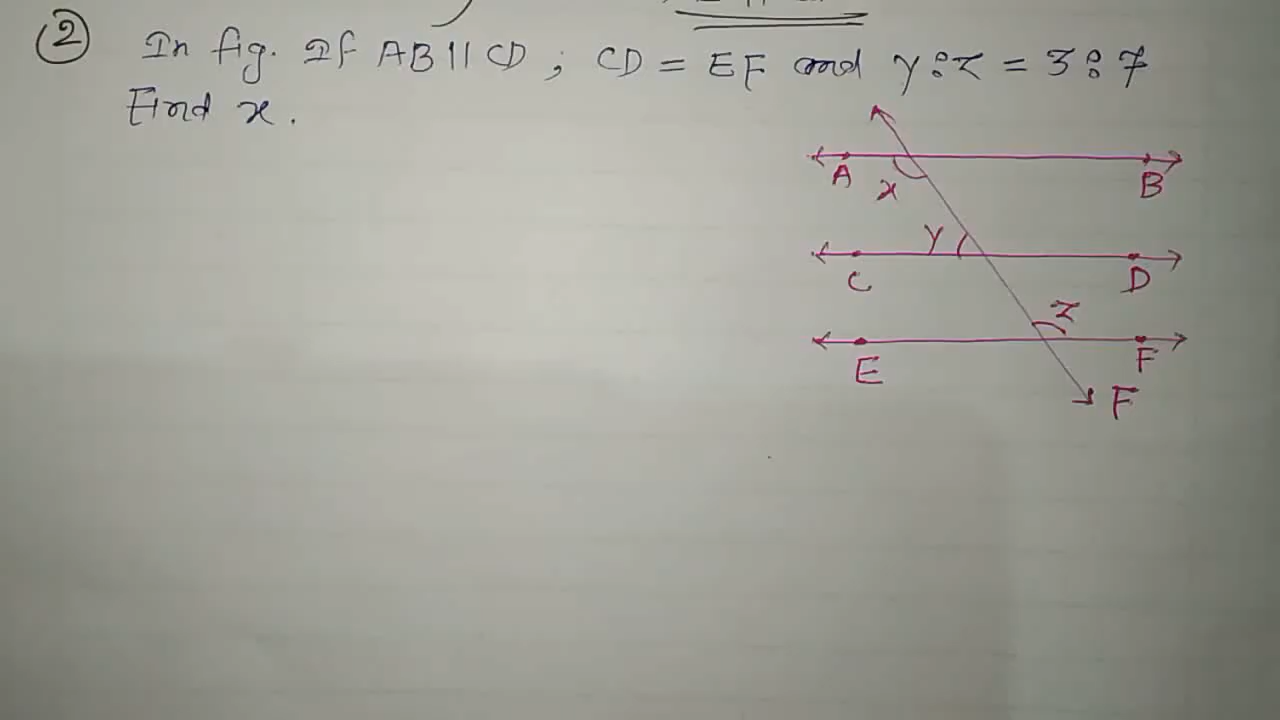 2 In fig. If AB || CD ; CD = EF and y : z = 3 : 7
Find x.
A
B
x
y
C
D
z
E
F
F